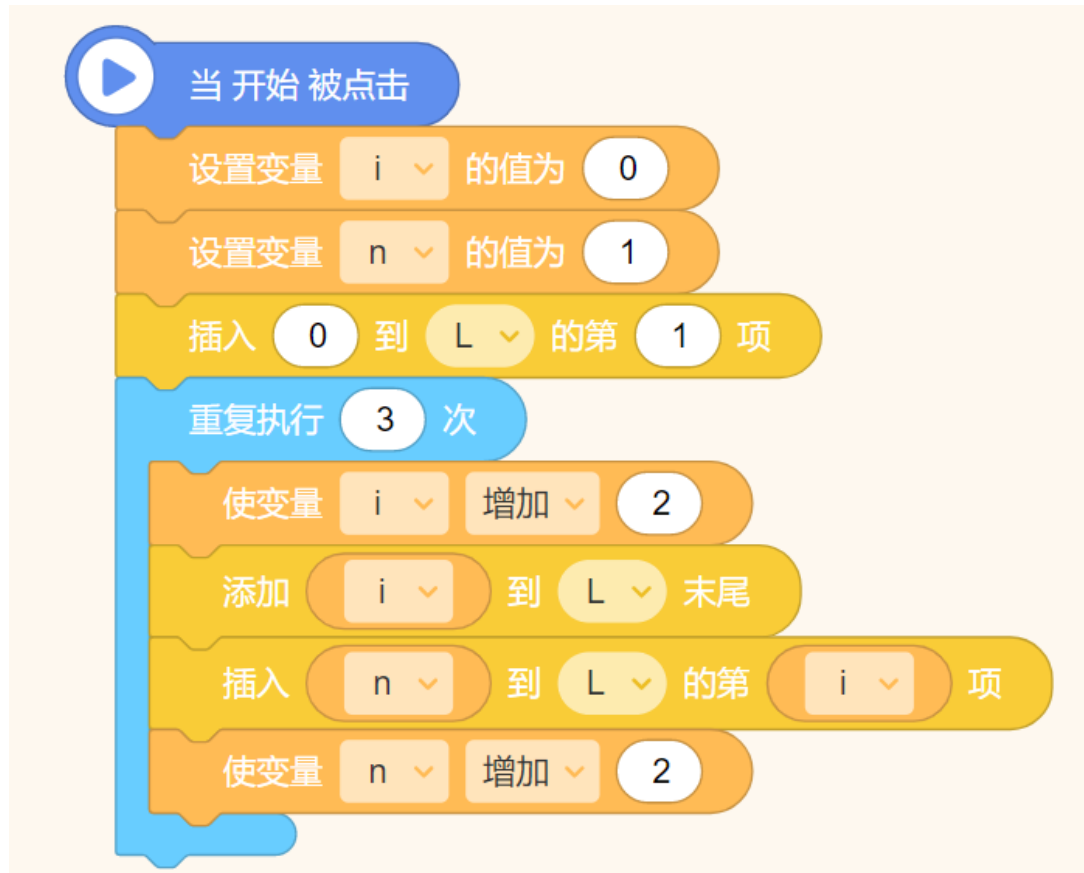 当 开始 被点击
设置变量 i 的值为 0
设置变量 n 的值为 1
插入 0 到 L 的第 1 项
重复执行 3 次
使变量 i 增加 2
添加 i 到 L 末尾
插入 n 到 L 的第 i 项
使变量 n 增加 2